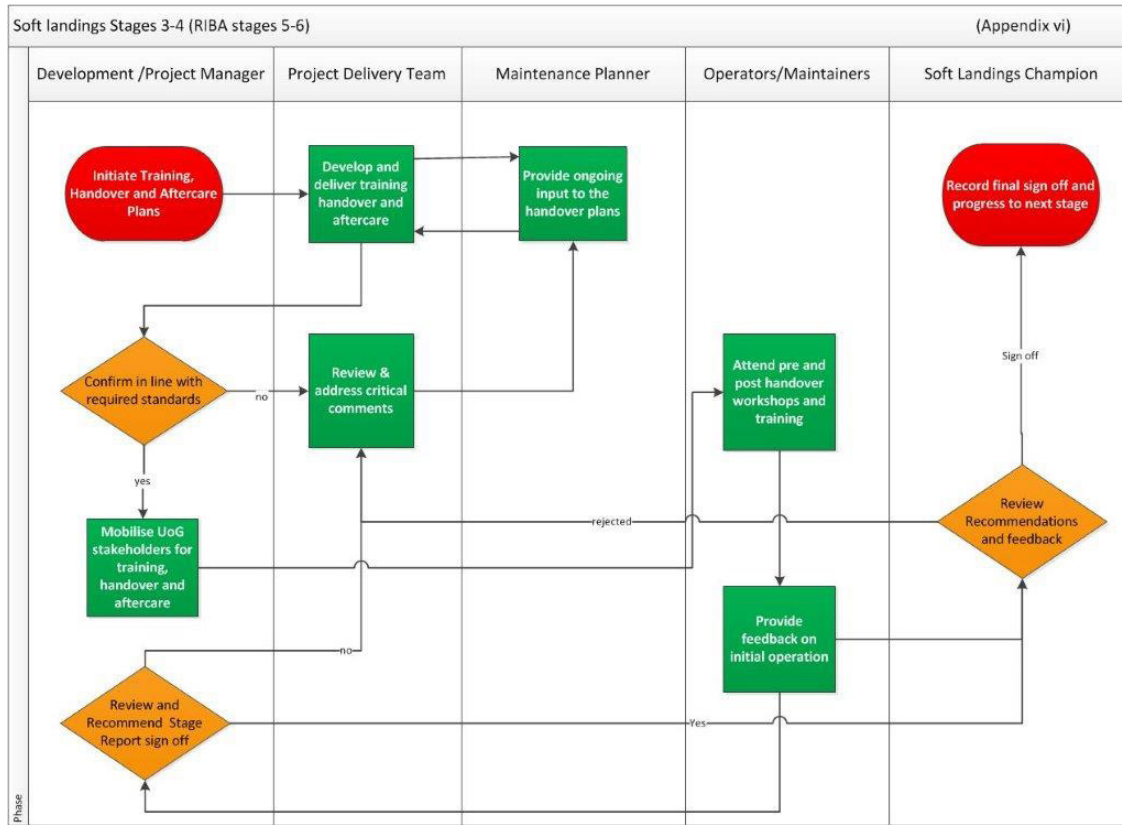 Soft landings Stages 3-4 (RIBA stages 5-6)
(Appendix vi)
Development /Project Manager
Project Delivery Team
Maintenance Planner
Operators/Maintainers
Soft Landings Champion
Initiate Training,
Handover and Aftercare
Plans
Develop and
deliver training
handover and
aftercare
Provide ongoing
input to the
handover plans
Record final sign off and
progress to next stage
Confirm in line with
required standards
no
Review &
address critical
comments
Attend pre and
post handover
workshops and
training
Sign off
yes
Mobilise UoG
stakeholders for
training,
handover and
aftercare
rejected
Review
Recommendations
and feedback
Provide
feedback on
initial operation
no
Review and
Recommend Stage
Report sign off
Yes
Phase